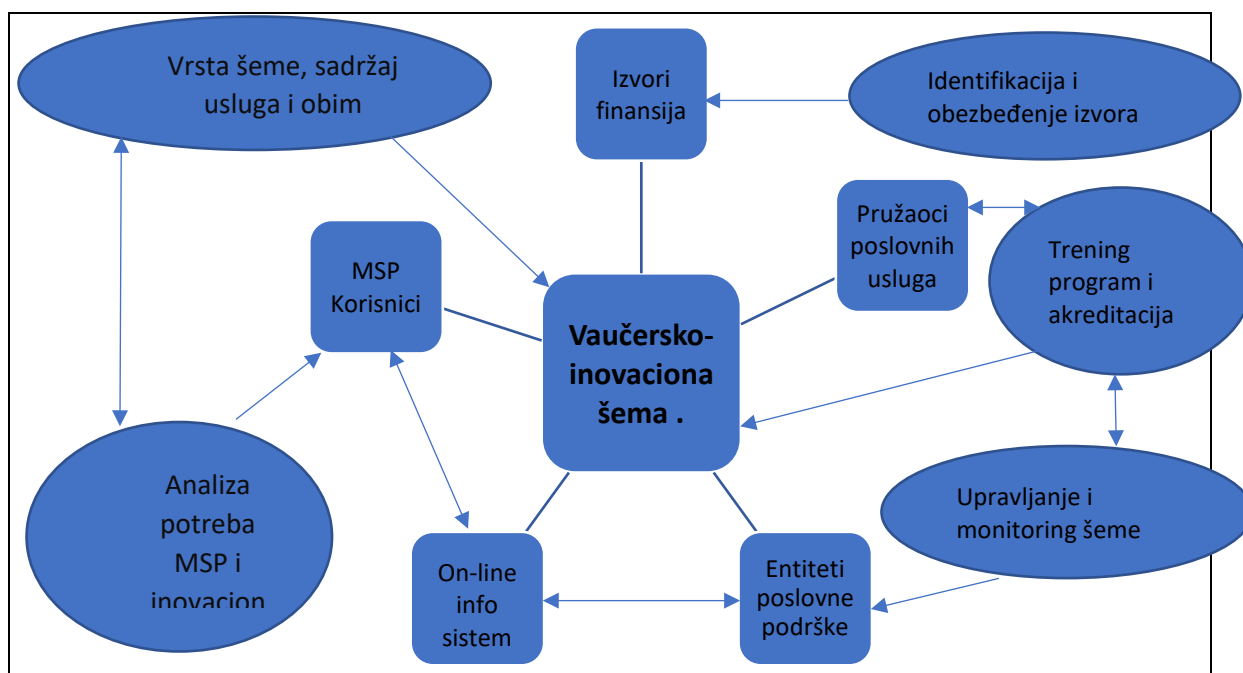 Vrsta šeme, sadržaj
usluga i obim
Izvori
finansija
Identifikacija i
obezbeđenje izvora
Pružaoci
poslovnih
usluga
Trening
program i
akreditacija
MSP
Korisnici
Vaučersko-
inovaciona
šema .
Analiza
potreba
MSP i
inovacion
On-line
info
sistem
Entiteti
poslovne
podrške
Upravljanje i
monitoring šeme